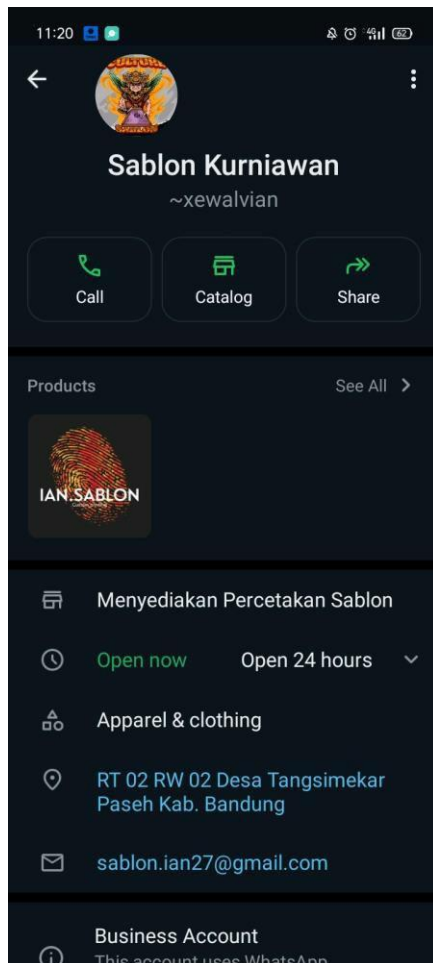 11:20
62
CULTURE
Sablon Kurniawan
~xewalvian
Call
Catalog
Share
Products
See All
IAN.SABLON
Menyediakan Percetakan Sablon
Open now Open 24 hours
Apparel & clothing
RT 02 RW 02 Desa Tangsimekar
Paseh Kab. Bandung
sablon.ian27@gmail.com
Business Account
This account uses WhatsApp